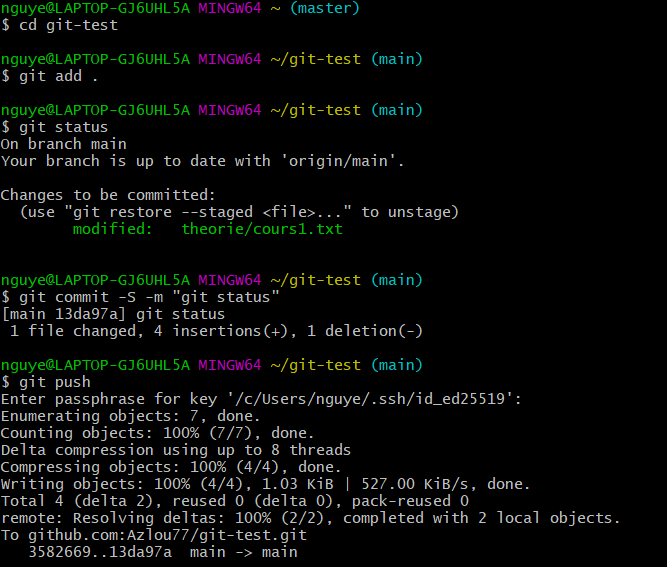 nguye@LAPTOP-GJ6UHL5A MINGW64 ~ (master)
$ cd git-test
nguye@LAPTOP-GJ6UHL5A MINGW64 ~/git-test (main)
$ git add .
nguye@LAPTOP-GJ6UHL5A MINGW64 ~/git-test (main)
$ git status
On branch main
Your branch is up to date with 'origin/main'.
Changes to be committed:
  (use "git restore --staged <file>..." to unstage)
        modified:   theorie/cours1.txt
nguye@LAPTOP-GJ6UHL5A MINGW64 ~/git-test (main)
$ git commit -S -m "git status"
[main 13da97a] git status
 1 file changed, 4 insertions(+), 1 deletion(-)
nguye@LAPTOP-GJ6UHL5A MINGW64 ~/git-test (main)
$ git push
Enter passphrase for key '/c/Users/nguye/.ssh/id_ed25519':
Enumerating objects: 7, done.
Counting objects: 100% (7/7), done.
Delta compression using up to 8 threads
Compressing objects: 100% (4/4), done.
Writing objects: 100% (4/4), 1.03 KiB | 527.00 KiB/s, done.
Total 4 (delta 2), reused 0 (delta 0), pack-reused 0
remote: Resolving deltas: 100% (2/2), completed with 2 local objects.
To github.com:Azlou77/git-test.git
   3582669..13da97a  main -> main